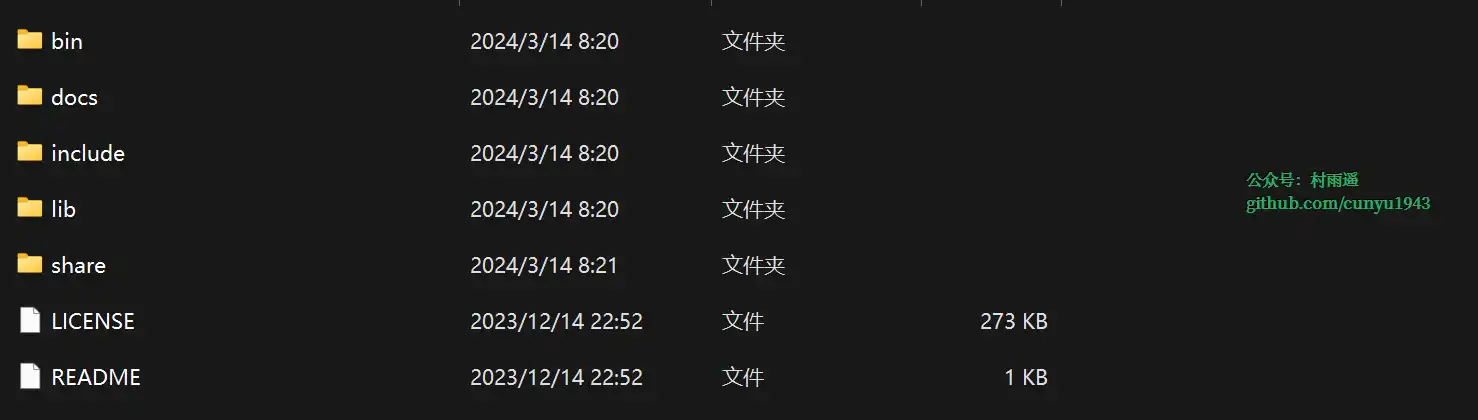 bin 2024/3/14 8:20 文件夹
docs 2024/3/14 8:20 文件夹
include 2024/3/14 8:20 文件夹
lib 2024/3/14 8:20 文件夹
share 2024/3/14 8:21 文件夹
LICENSE 2023/12/14 22:52 文件 273 KB
README 2023/12/14 22:52 文件 1 KB
公众号：村雨遥
github.com/cunyu1943